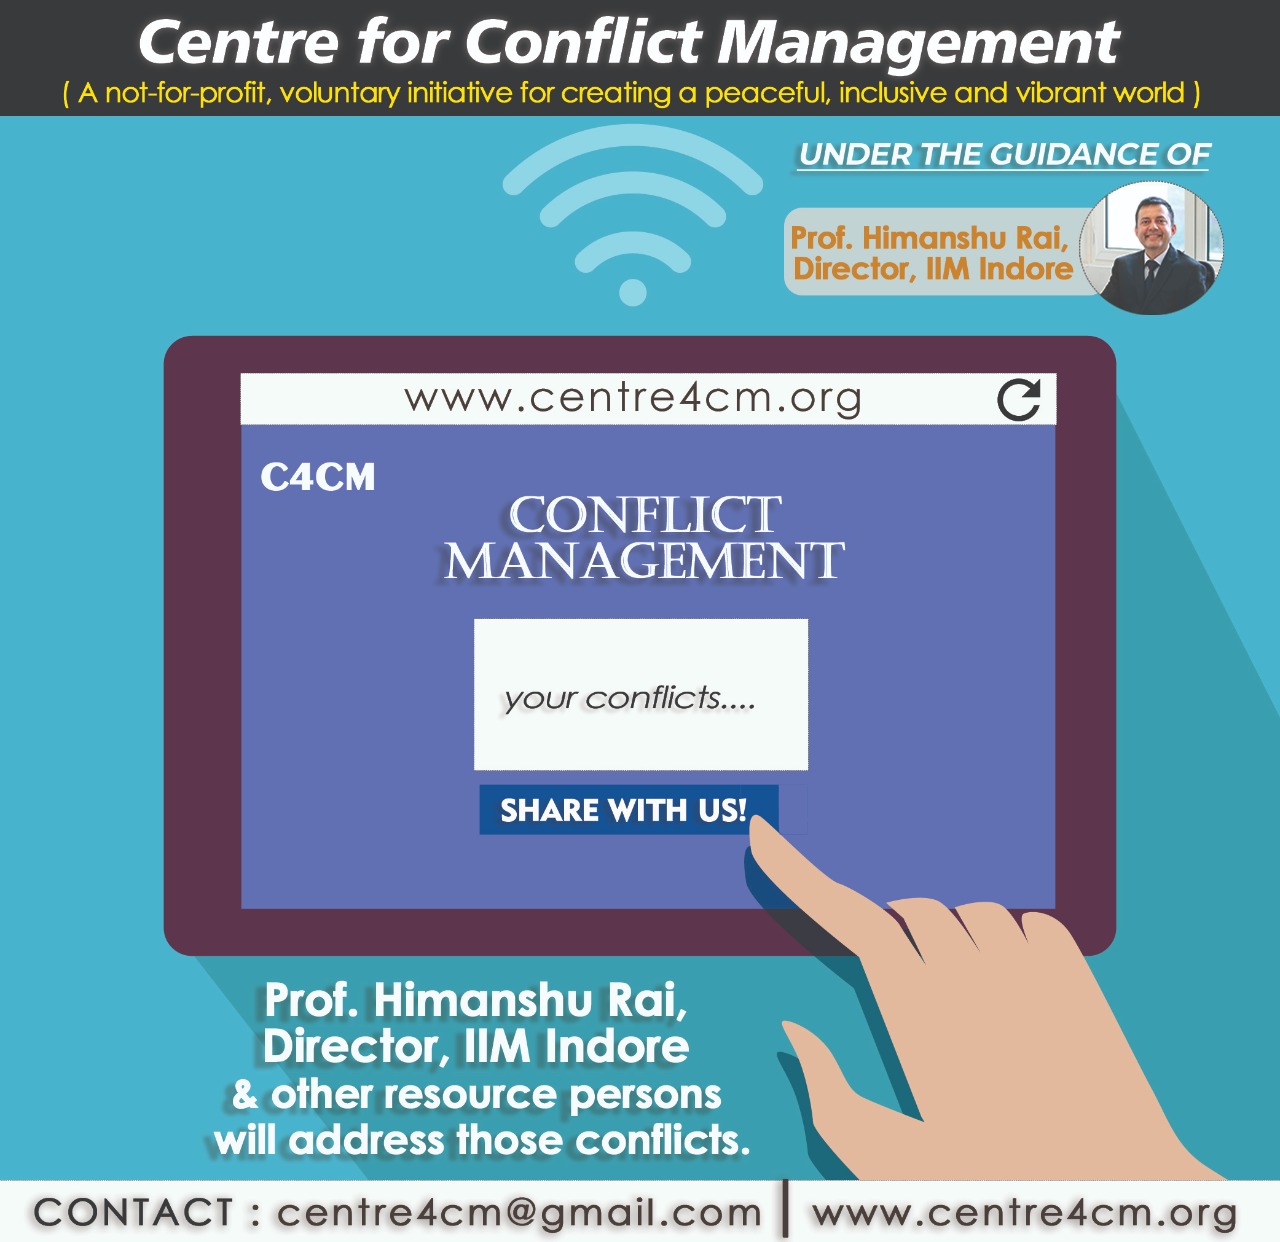 Centre for Conflict Management
( A not-for-profit, voluntary initiative for creating a peaceful, inclusive and vibrant world )
UNDER THE GUIDANCE OF
Prof. Himanshu Rai,
Director, IIM Indore
www.centre4cm.org
C4CM
CONFLICT
MANAGEMENT
your conflicts....
SHARE WITH US!
Prof. Himanshu Rai,
Director, IIM Indore
& other resource persons
will address those conflicts.
CONTACT : centre4cm@gmail.com | www.centre4cm.org